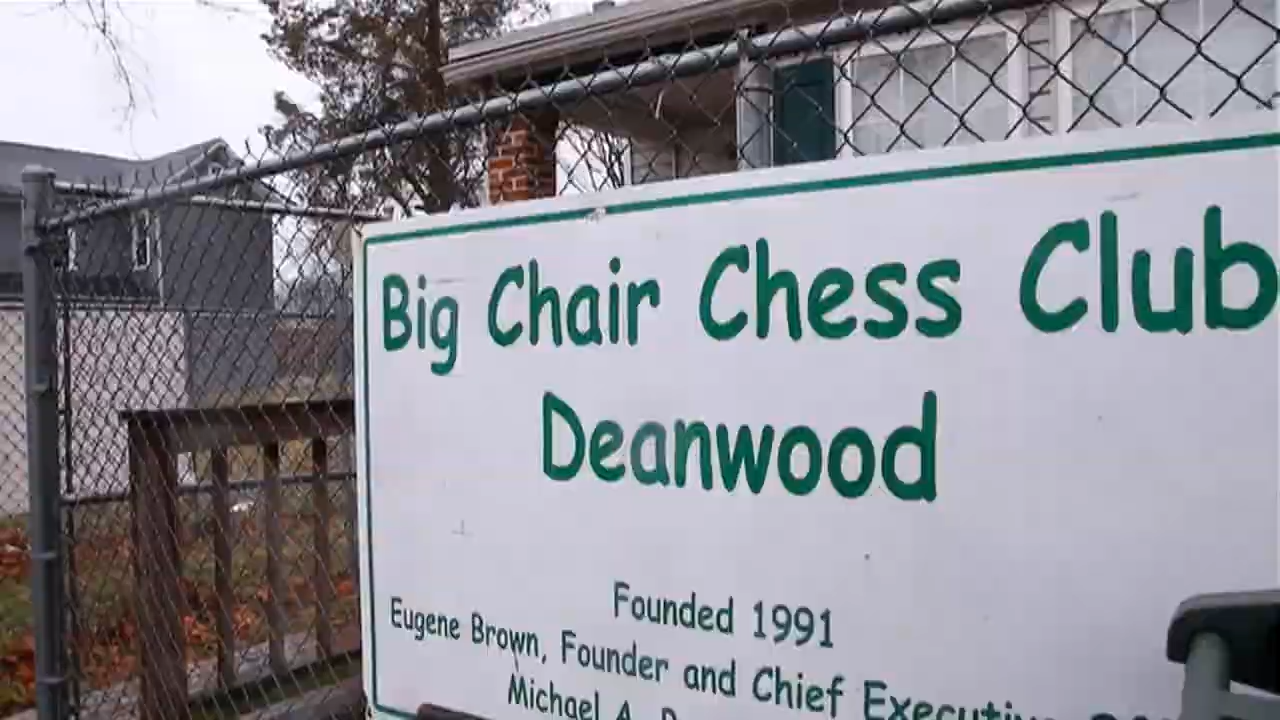 Big Chair Chess Club
Deanwood
Founded 1991
Eugene Brown, Founder and Chief Executive
Michael A.